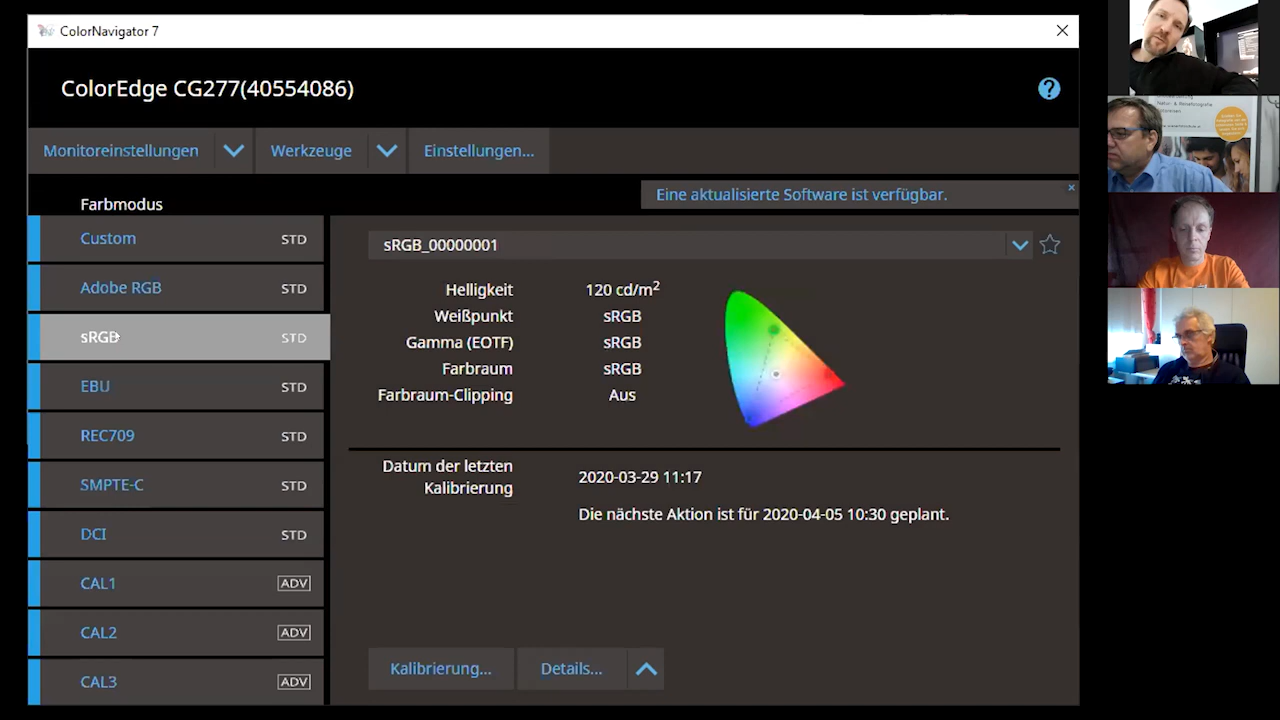 ColorNavigator 7
ColorEdge CG277(40554086)
Monitoreinstellungen Werkzeuge Einstellungen...
Eine aktualisierte Software ist verfügbar.
Farbmodus
Custom STD
Adobe RGB STD
sRGB STD
EBU STD
REC709 STD
SMPTE-C STD
DCI STD
CAL1 ADV
CAL2 ADV
CAL3 ADV
sRGB_00000001
Helligkeit 120 cd/m²
Weißpunkt sRGB
Gamma (EOTF) sRGB
Farbraum sRGB
Farbraum-Clipping Aus
Datum der letzten
Kalibrierung
2020-03-29 11:17
Die nächste Aktion ist für 2020-04-05 10:30 geplant.
Kalibrierung... Details...